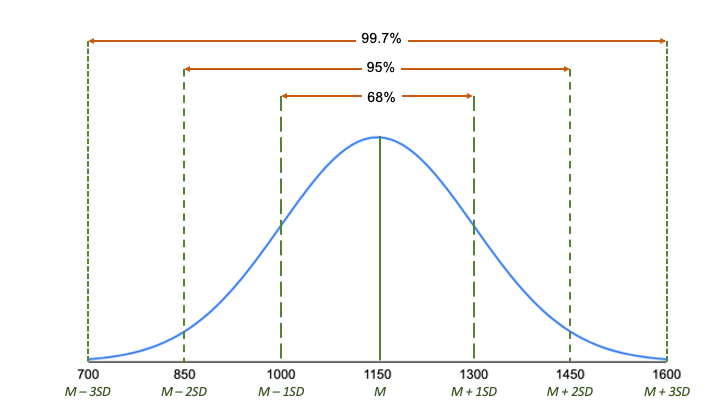 99.7%
95%
68%
700 850 1000 1150 1300 1450 1600
M – 3SD M – 2SD M – 1SD M M + 1SD M + 2SD M + 3SD